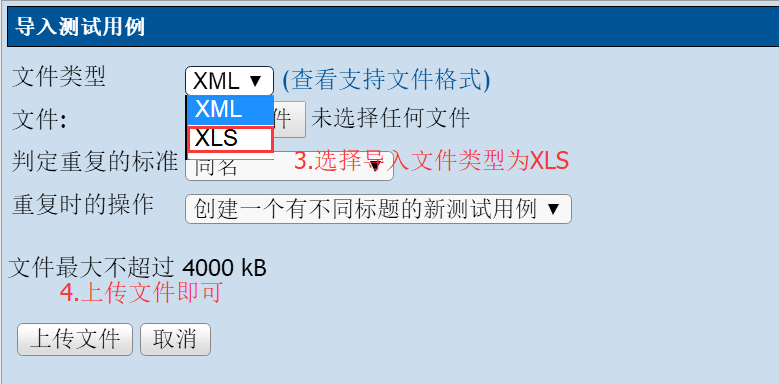 导入测试用例
文件类型 XML ▼ (查看支持文件格式)
XML
文件: 件 未选择任何文件
XLS
判定重复的标准 同名 ▼ 3.选择导入文件类型为XLS
重复时的操作 创建一个有不同标题的新测试用例 ▼
文件最大不超过 4000 kB
4.上传文件即可
上传文件 取消